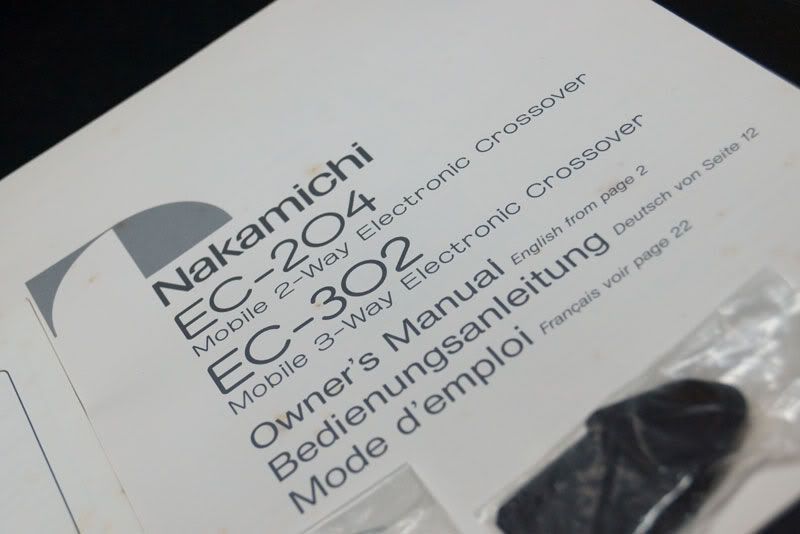 Nakamichi
EC-204
Mobile 2-Way Electronic Crossover
EC-302
Mobile 3-Way Electronic Crossover
Owner's Manual English from page 2
Bedienungsanleitung Deutsch von Seite 12
Mode d'emploi Français voir page 22